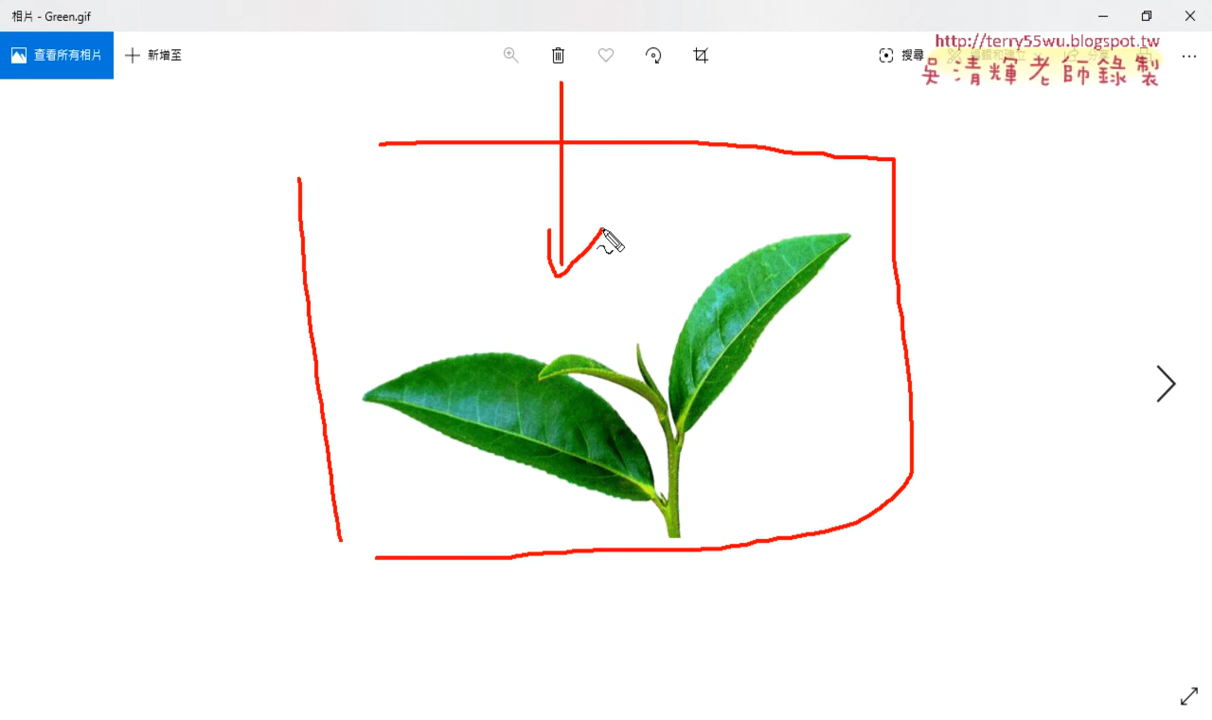 相片 - Green.gif
查看所有相片
新增至
搜尋
http://terry55wu.blogspot.tw
吳清輝老師錄製